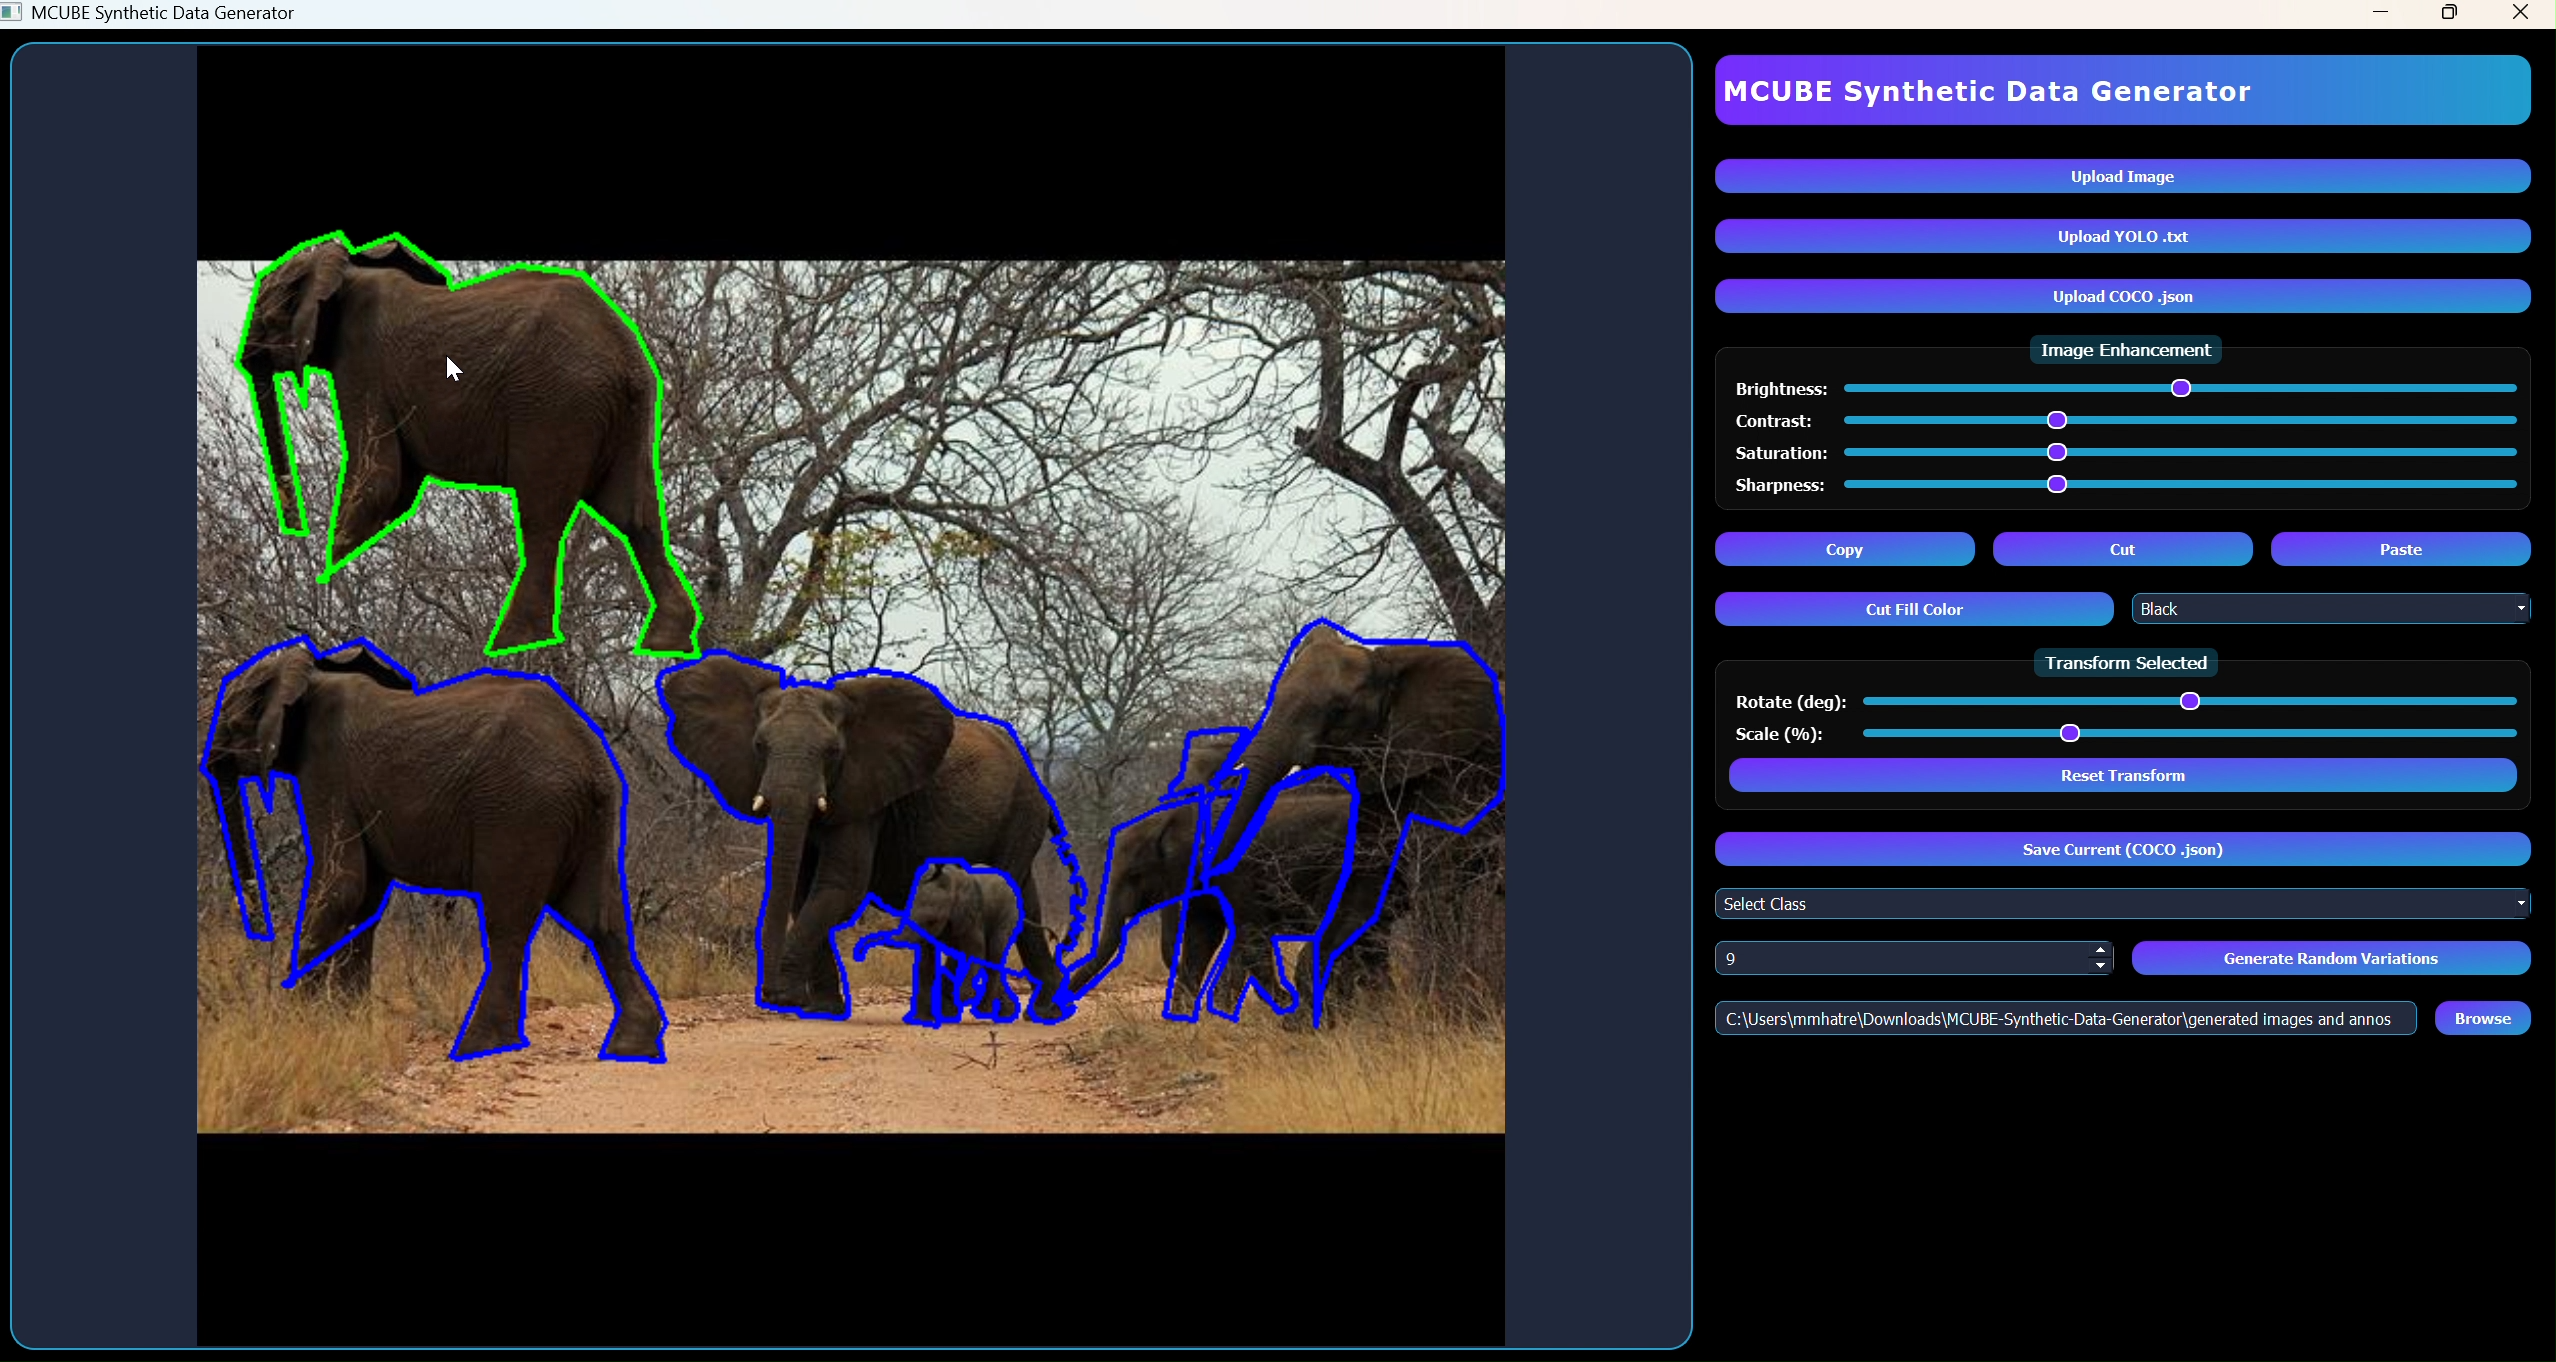 MCUBE Synthetic Data Generator
MCUBE Synthetic Data Generator
Upload Image
Upload YOLO .txt
Upload COCO .json
Image Enhancement
Brightness:
Contrast:
Saturation:
Sharpness:
Copy Cut Paste
Cut Fill Color Black
Transform Selected
Rotate (deg):
Scale (%):
Reset Transform
Save Current (COCO .json)
Select Class
9 Generate Random Variations
C:\Users\mmhatre\Downloads\MCUBE-Synthetic-Data-Generator\generated images and annos Browse